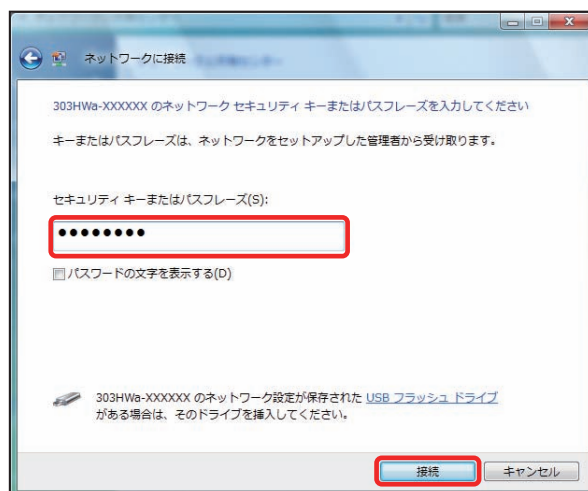 ネットワークに接続
303HWa-XXXXXX のネットワーク セキュリティ キーまたはパスフレーズを入力してください
キーまたはパスフレーズは、ネットワークをセットアップした管理者から受け取ります。
セキュリティ キーまたはパスフレーズ(S):
●●●●●●●●
パスワードの文字を表示する(D)
303HWa-XXXXXX のネットワーク設定が保存された USB フラッシュ ドライブ
がある場合は、そのドライブを挿入してください。
接続
キャンセル